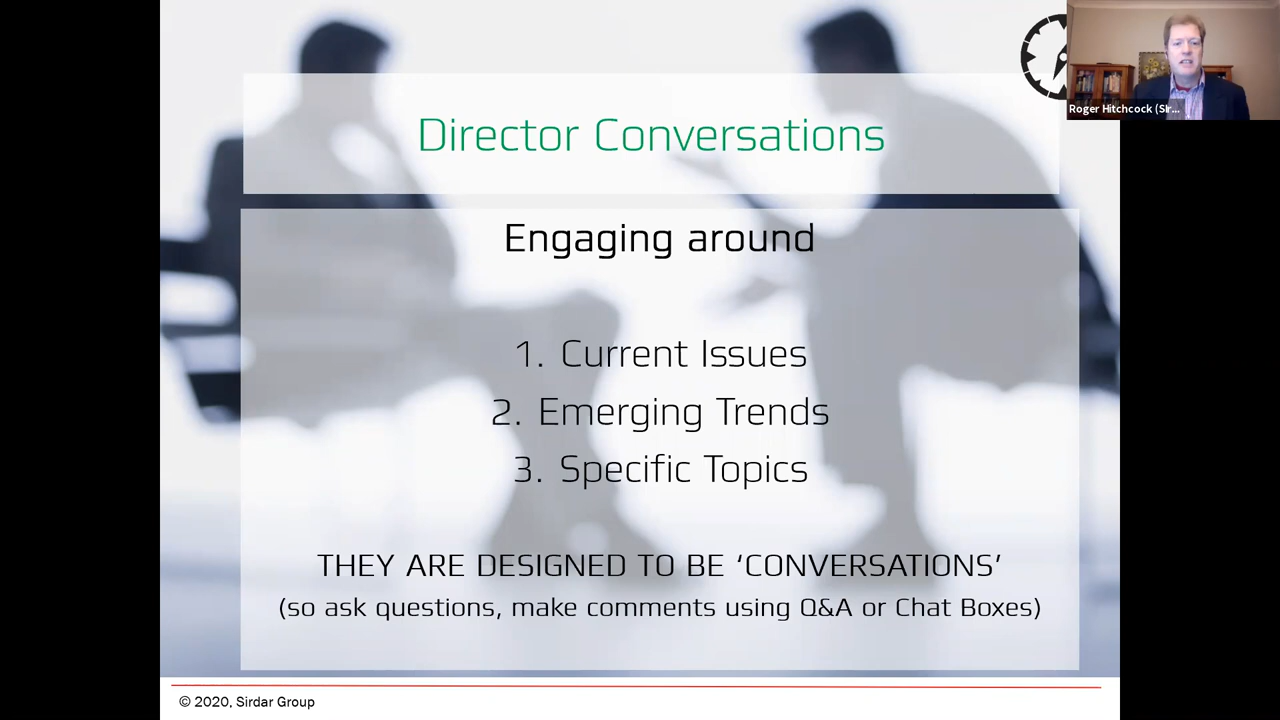 Director Conversations
Roger Hitchcock (Sir...
Engaging around
1. Current Issues
2. Emerging Trends
3. Specific Topics
THEY ARE DESIGNED TO BE ‘CONVERSATIONS’
(so ask questions, make comments using Q&A or Chat Boxes)
© 2020, Sirdar Group